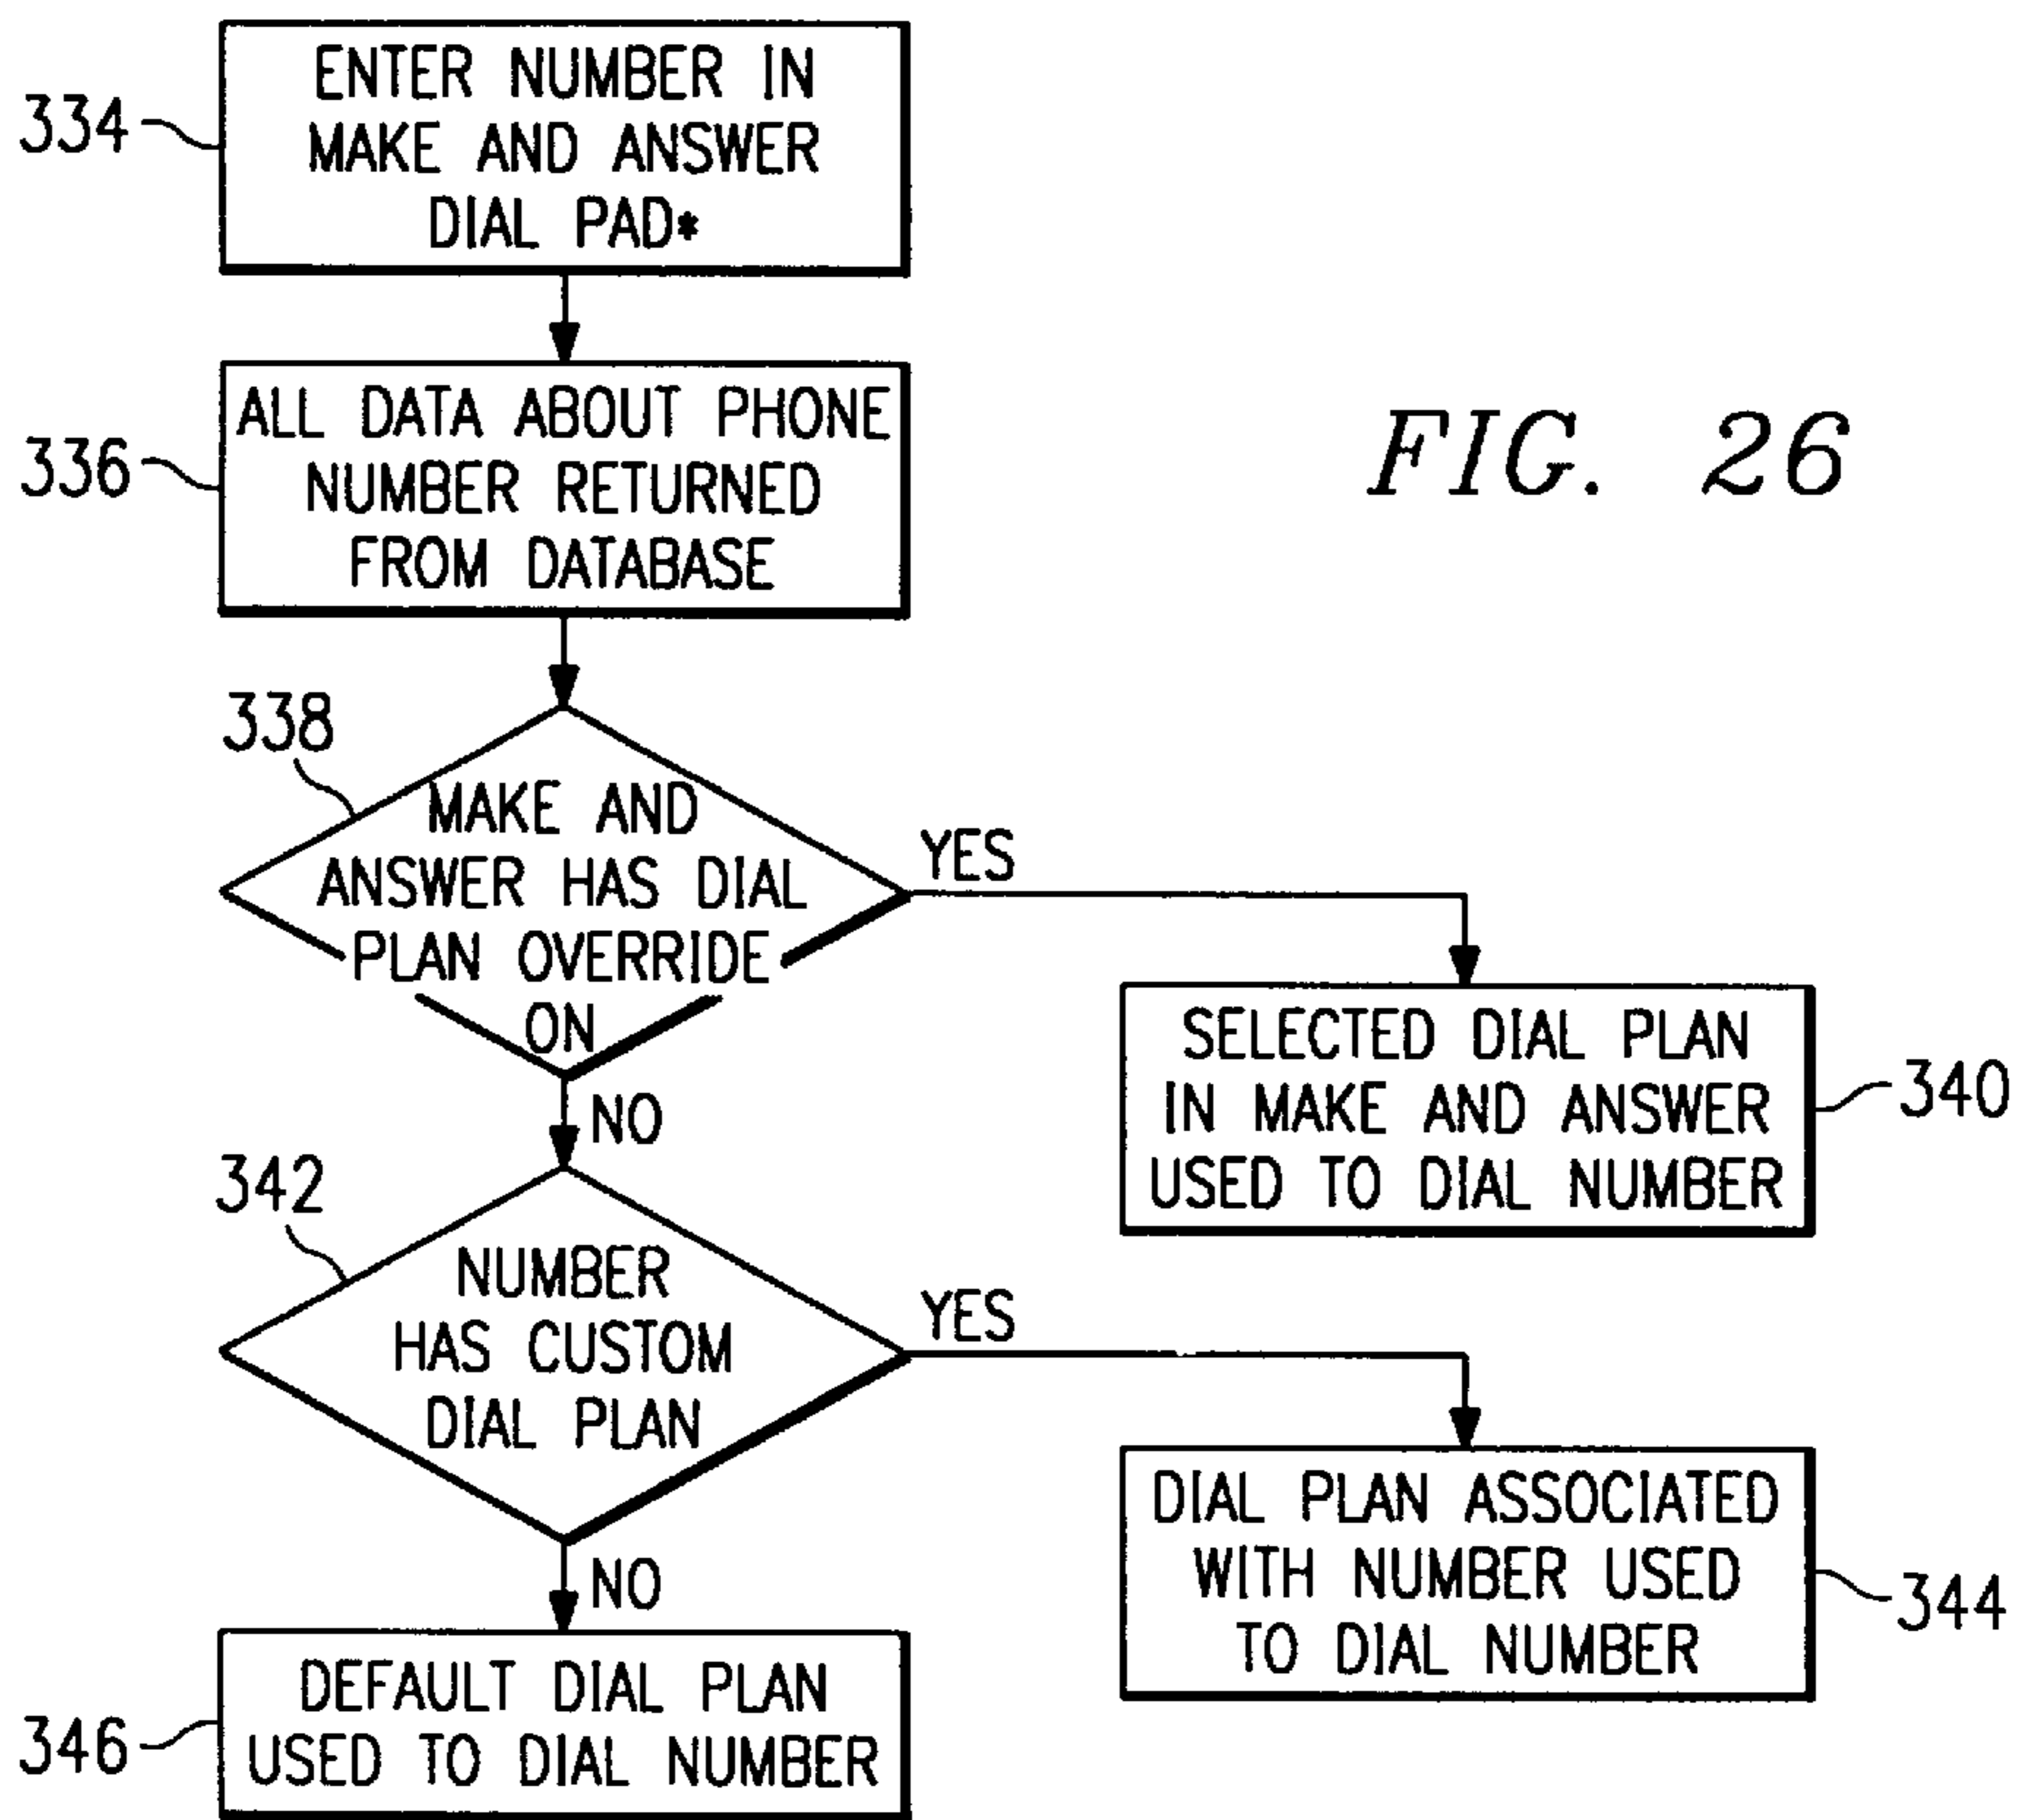 334
ENTER NUMBER IN
MAKE AND ANSWER
DIAL PAD*
336
ALL DATA ABOUT PHONE
NUMBER RETURNED
FROM DATABASE
FIG. 26
338
MAKE AND
ANSWER HAS DIAL
PLAN OVERRIDE
ON
YES
NO
SELECTED DIAL PLAN
IN MAKE AND ANSWER
USED TO DIAL NUMBER
340
342
NUMBER
HAS CUSTOM
DIAL PLAN
YES
NO
DIAL PLAN ASSOCIATED
WITH NUMBER USED
TO DIAL NUMBER
344
346
DEFAULT DIAL PLAN
USED TO DIAL NUMBER